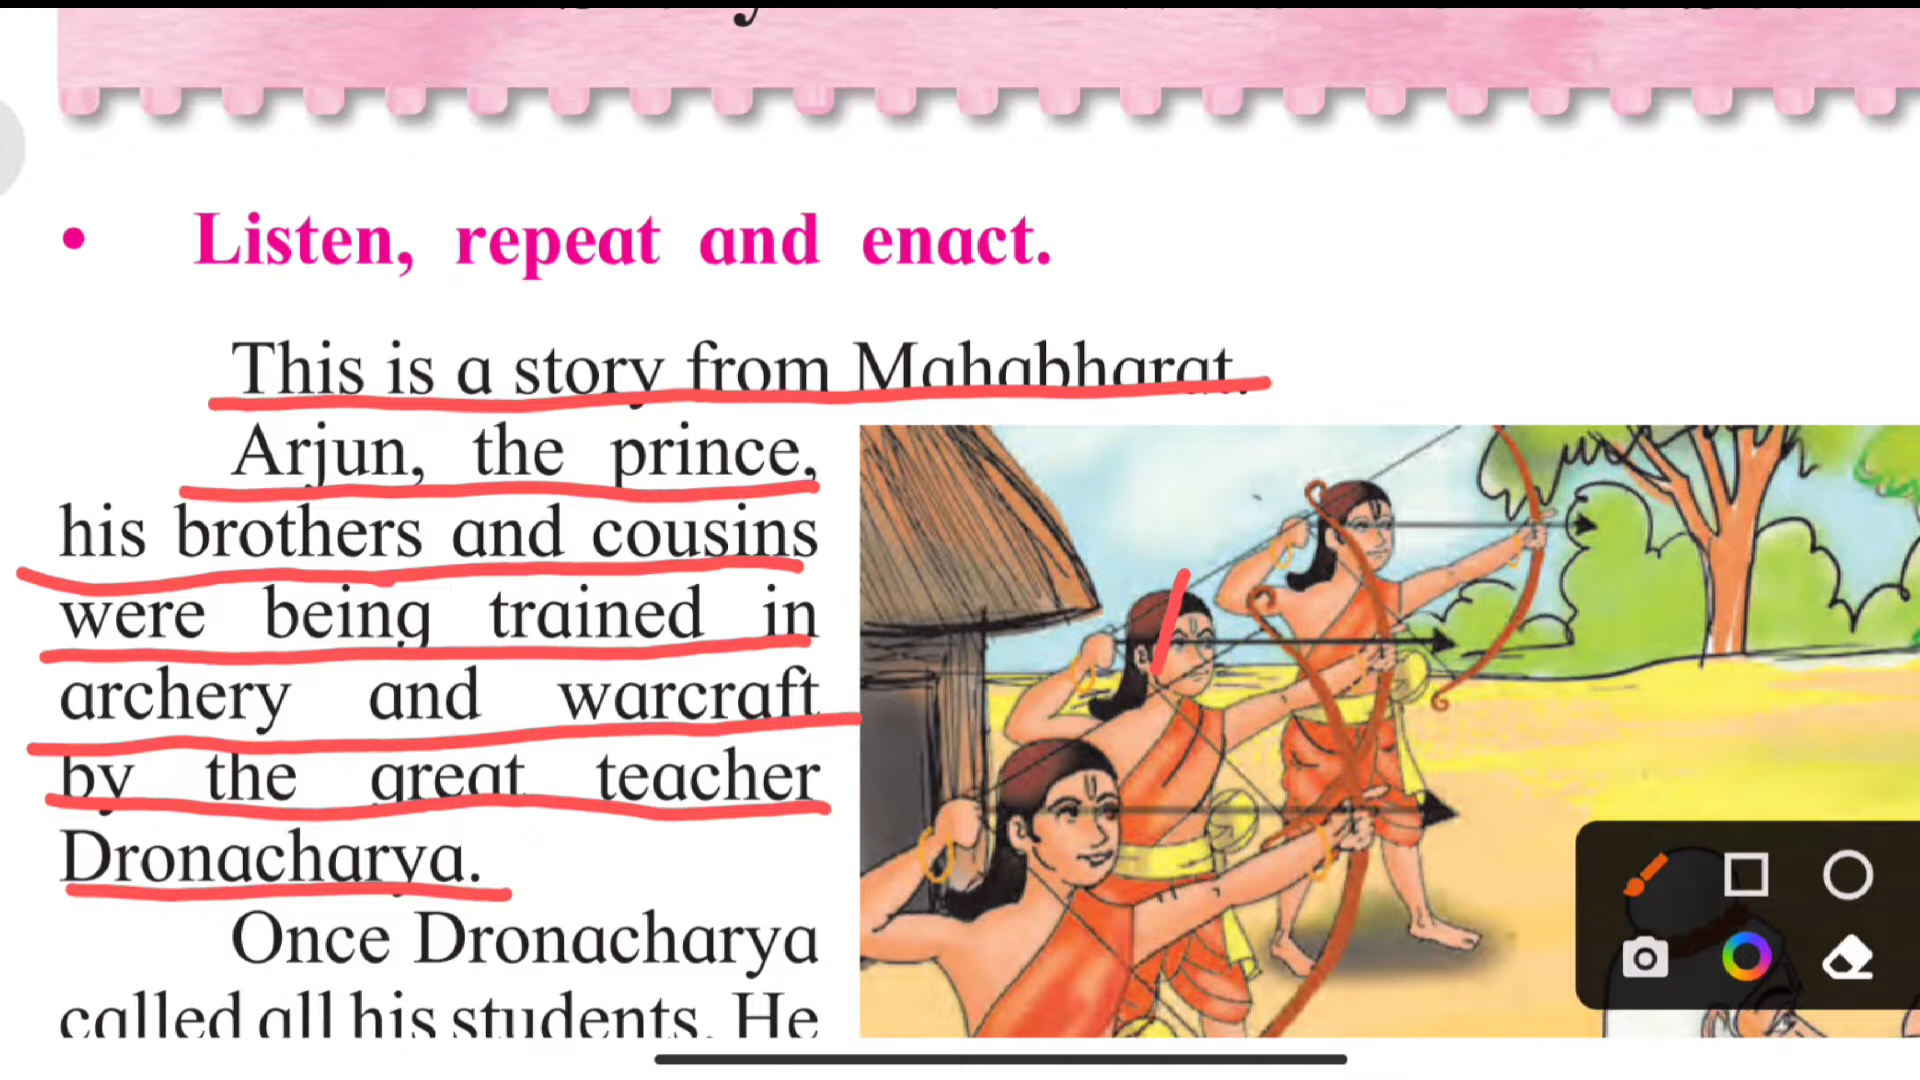 • Listen, repeat and enact.
This is a story from Mahabharat.
Arjun, the prince,
his brothers and cousins
were being trained in
archery and warcraft
by the great teacher
Dronacharya.
Once Dronacharya
called all his students. He